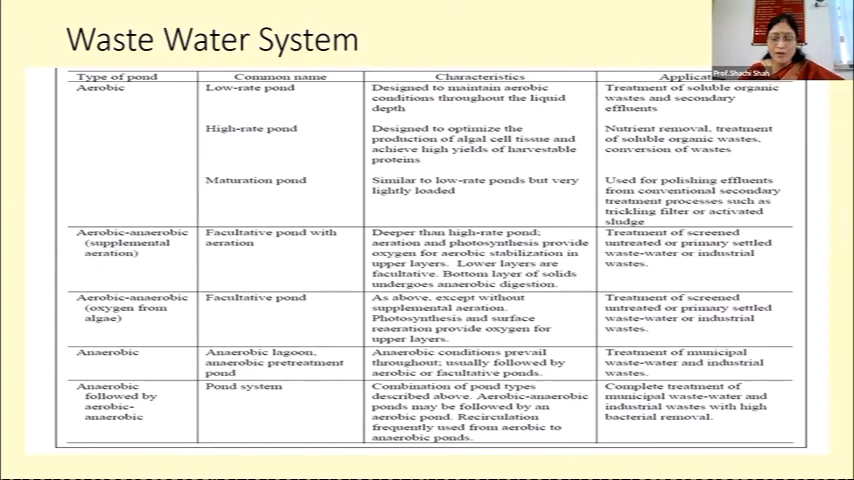 Waste Water System
Prof.Shachi Shah
Type of pond Common name Characteristics Applicat
Aerobic Low-rate pond Designed to maintain aerobic conditions throughout the liquid depth Treatment of soluble organic wastes and secondary effluents
High-rate pond Designed to optimize the production of algal cell tissue and achieve high yields of harvestable proteins Nutrient removal, treatment of soluble organic wastes, conversion of wastes
Maturation pond Similar to low-rate ponds but very lightly loaded Used for polishing effluents from conventional secondary treatment processes such as trickling filter or activated sludge
Aerobic-anaerobic (supplemental aeration) Facultative pond with aeration Deeper than high-rate pond; aeration and photosynthesis provide oxygen for aerobic stabilization in upper layers. Lower layers are facultative. Bottom layer of solids undergoes anaerobic digestion. Treatment of screened untreated or primary settled waste-water or industrial wastes.
Aerobic-anaerobic (oxygen from algae) Facultative pond As above, except without supplemental aeration. Photosynthesis and surface reaeration provide oxygen for upper layers. Treatment of screened untreated or primary settled waste-water or industrial wastes.
Anaerobic Anaerobic lagoon, anaerobic pretreatment pond Anaerobic conditions prevail throughout; usually followed by aerobic or facultative ponds. Treatment of municipal waste-water and industrial wastes.
Anaerobic followed by aerobic-anaerobic Pond system Combination of pond types described above. Aerobic-anaerobic ponds may be followed by an aerobic pond. Recirculation frequently used from aerobic to anaerobic ponds. Complete treatment of municipal waste-water and industrial wastes with high bacterial removal.